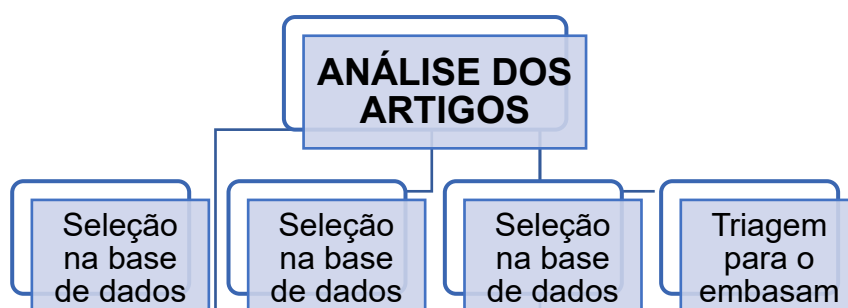 ANÁLISE DOS
ARTIGOS
Seleção
na base
de dados
Seleção
na base
de dados
Seleção
na base
de dados
Triagem
para o
embasam